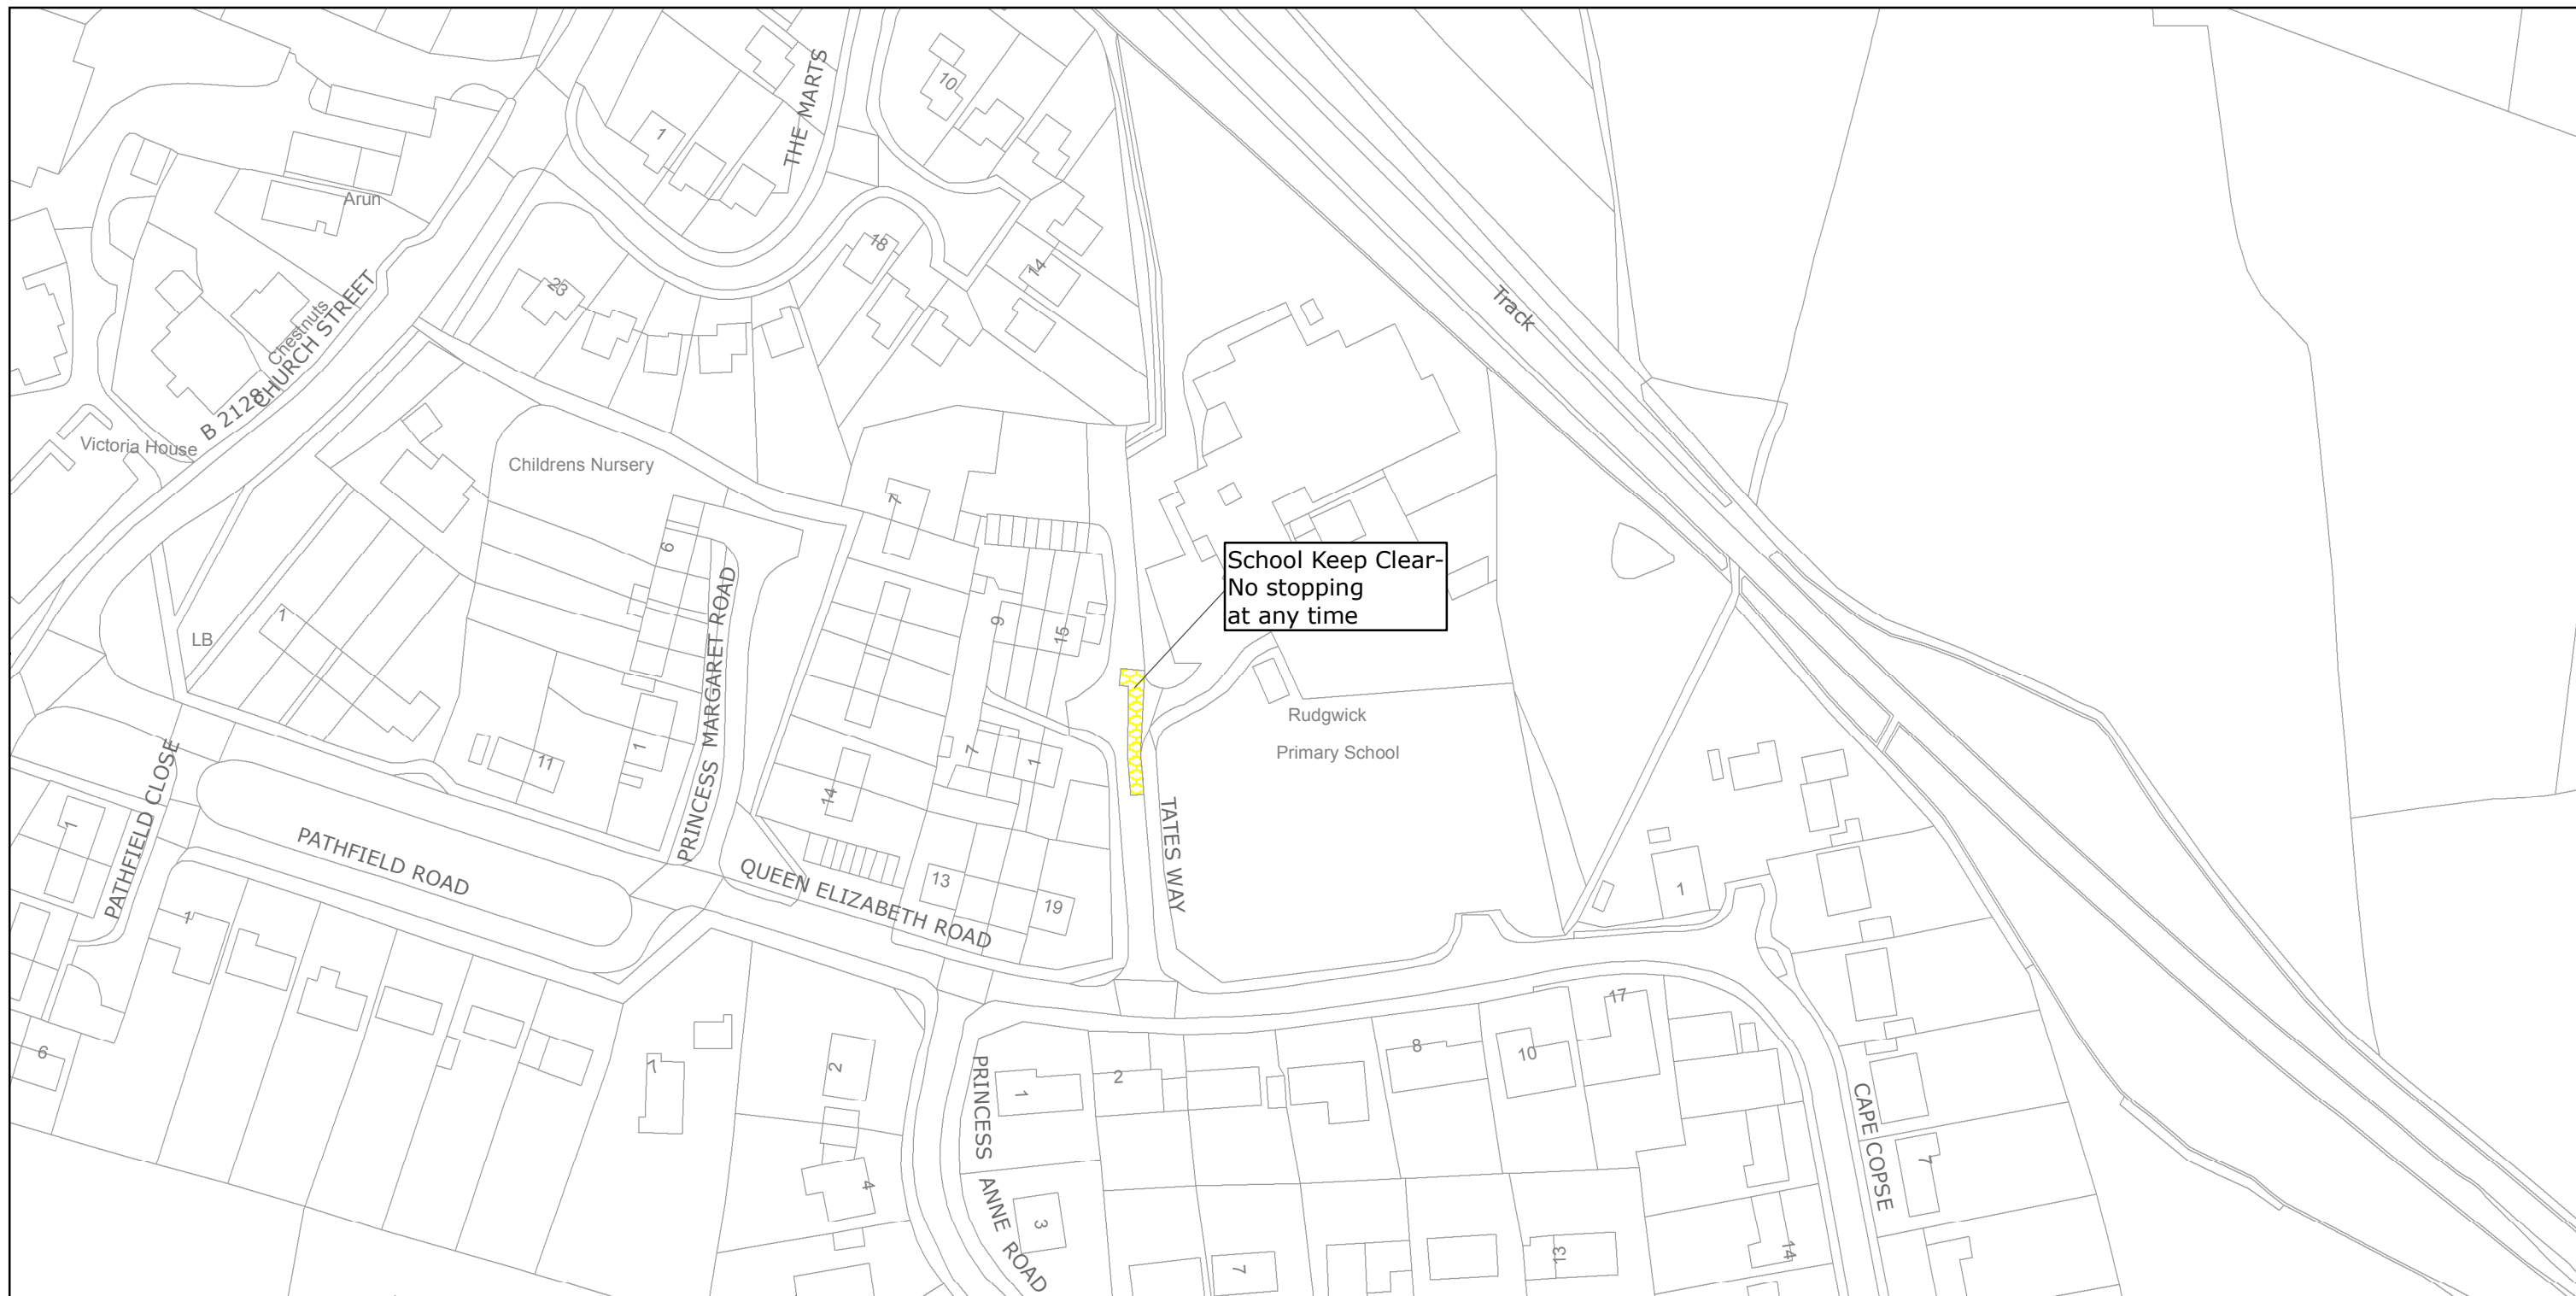 THE MARTS
10
1
Arun
18
14
23
Track
Chestnuts
CHURCH STREET
B 2128
Victoria House
Childrens Nursery
7
6
School Keep Clear-
No stopping
at any time
9
15
1
LB
PRINCESS MARGARET ROAD
Rudgwick
Primary School
11
1
7
1
14
PATHFIELD CLOSE
1
PATHFIELD ROAD
TATES WAY
QUEEN ELIZABETH ROAD
13
19
1
1
17
6
7
2
8
10
PRINCESS ANNE ROAD
1
2
CAPE COPSE
7
4
3
7
13
14